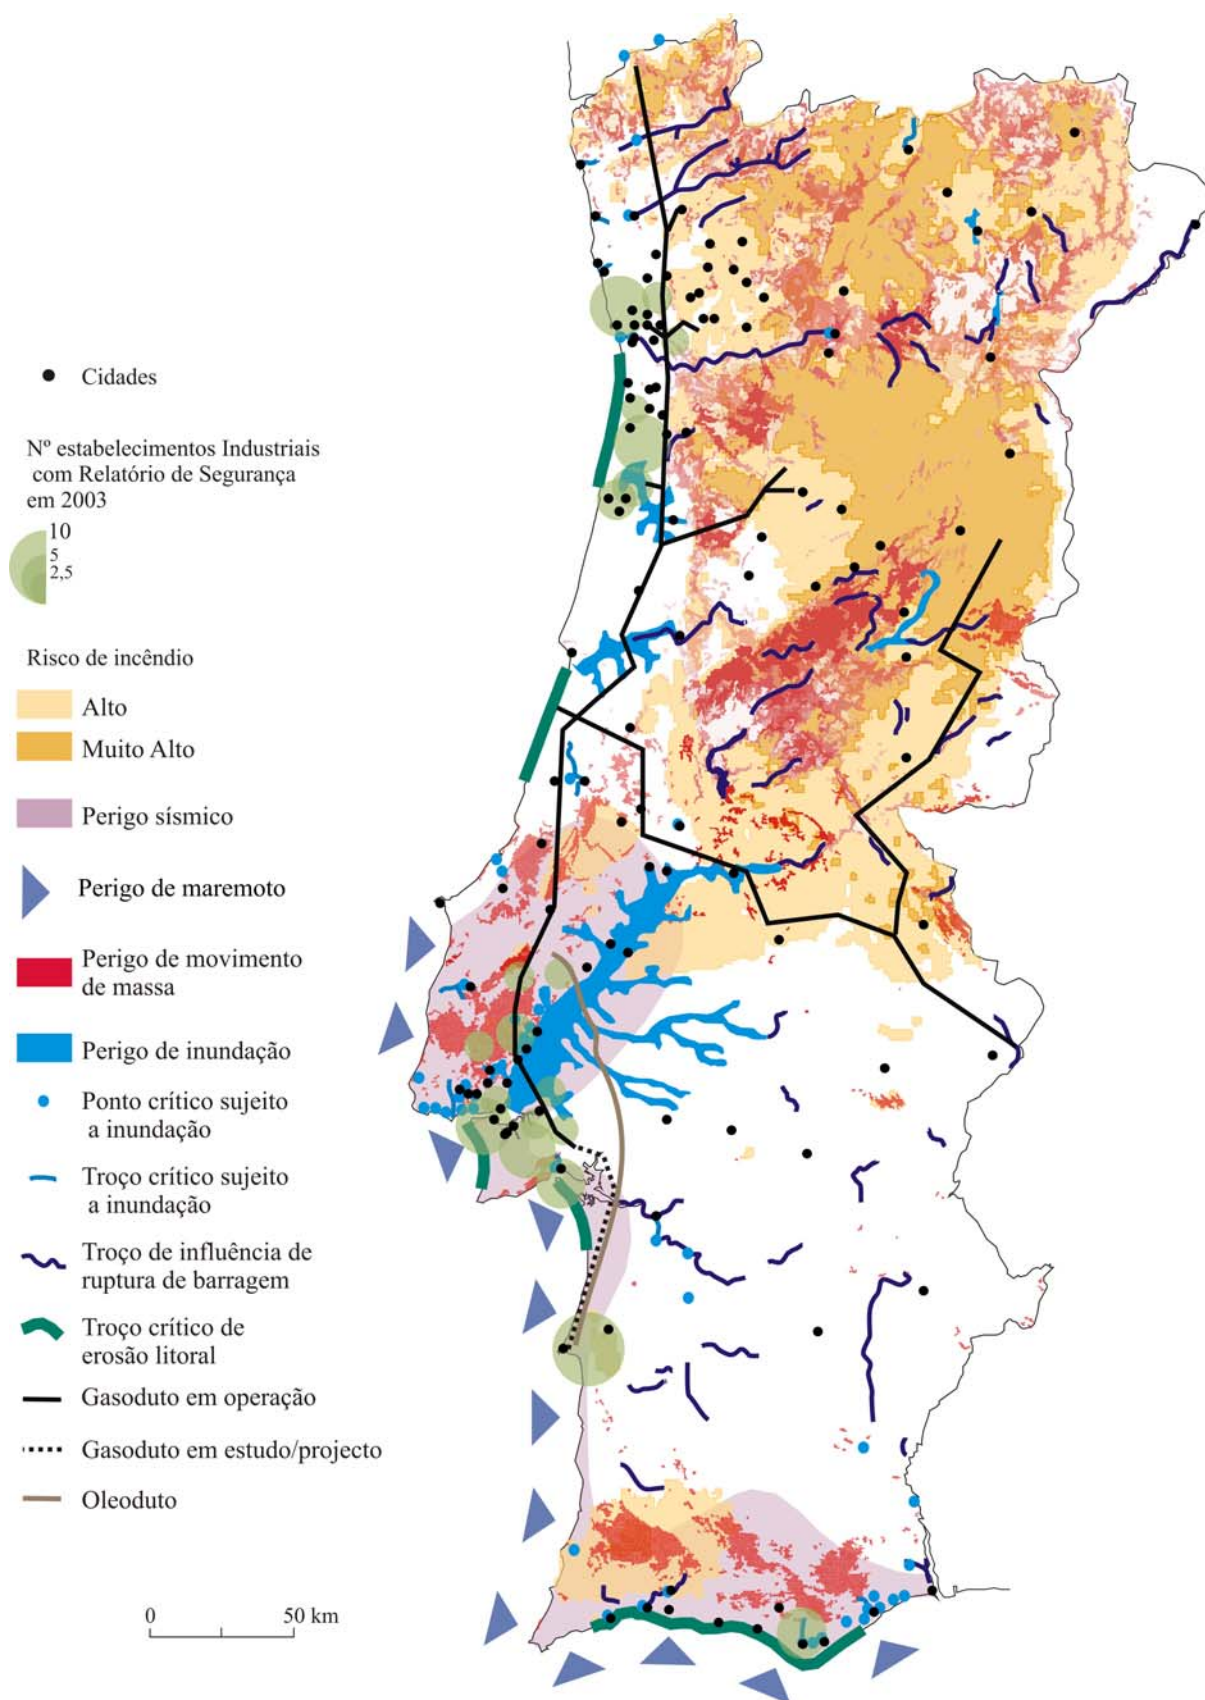 Cidades
Nº estabelecimentos Industriais
com Relatório de Segurança
em 2003
10
5
2,5
Risco de incêndio
Alto
Muito Alto
Perigo sísmico
Perigo de maremoto
Perigo de movimento
de massa
Perigo de inundação
Ponto crítico sujeito
a inundação
Troço crítico sujeito
a inundação
Troço de influência de
ruptura de barragem
Troço crítico de
erosão litoral
Gasoduto em operação
Gasoduto em estudo/projecto
Oleoduto
0 50 km